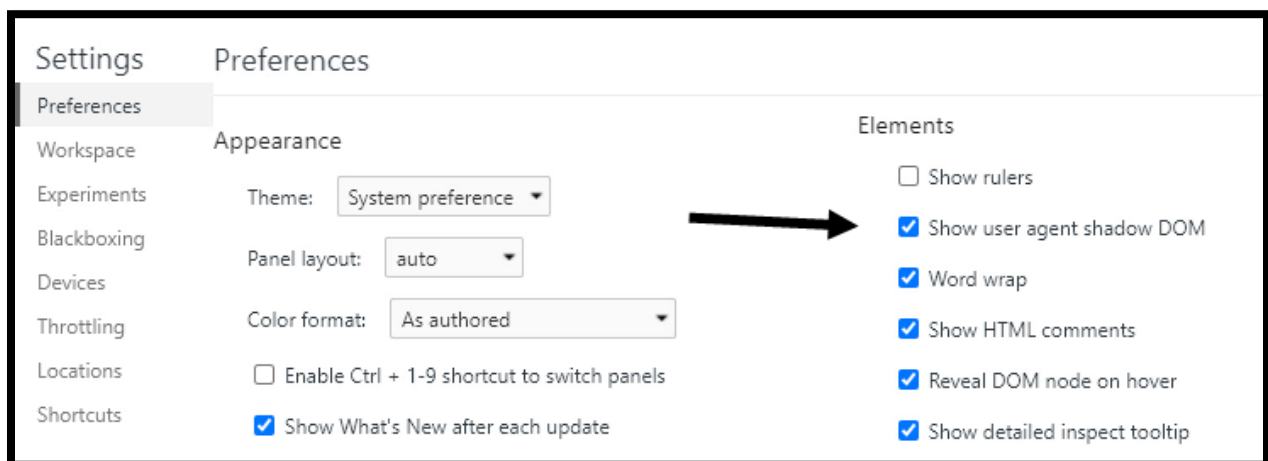 Settings
Preferences
Workspace
Experiments
Blackboxing
Devices
Throttling
Locations
Shortcuts
Preferences
Appearance
Theme: System preference
Panel layout: auto
Color format: As authored
Enable Ctrl + 1-9 shortcut to switch panels
Show What's New after each update
Elements
Show rulers
Show user agent shadow DOM
Word wrap
Show HTML comments
Reveal DOM node on hover
Show detailed inspect tooltip